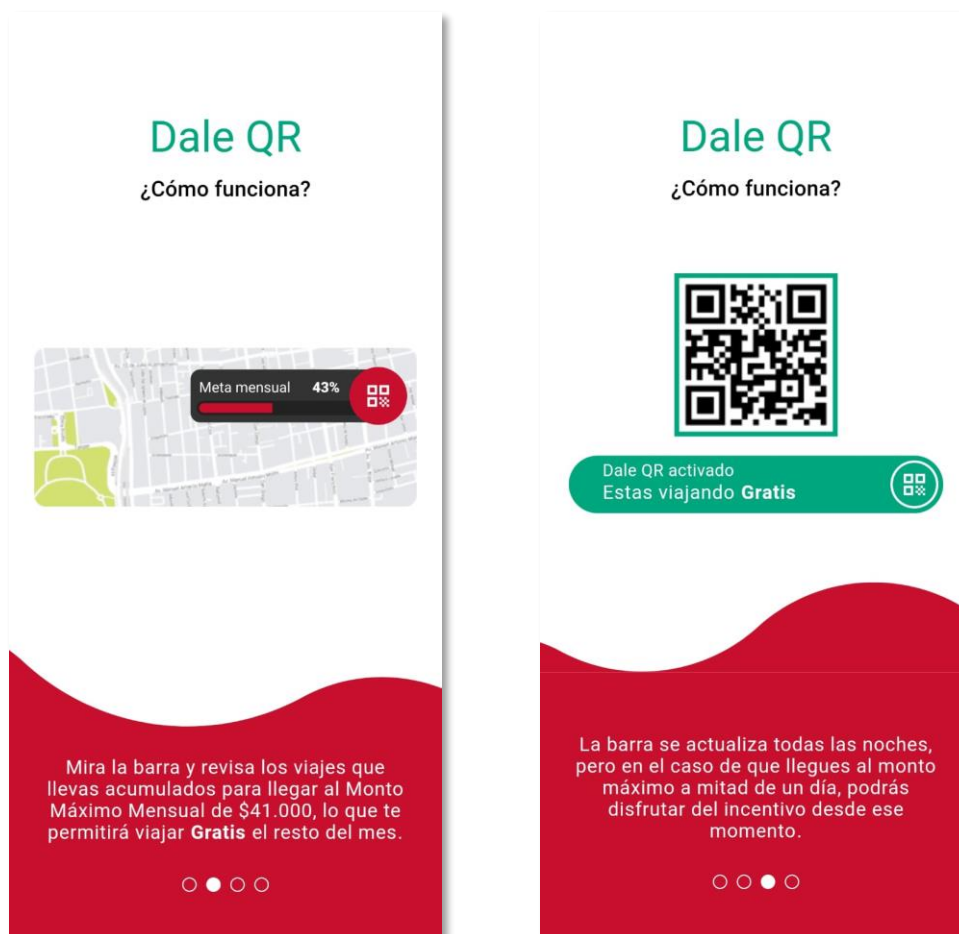 Dale QR
¿Cómo funciona?
Meta mensual 43%
Mira la barra y revisa los viajes que
llevas acumulados para llegar al Monto
Máximo Mensual de $41.000, lo que te
permitirá viajar Gratis el resto del mes.
Dale QR
¿Cómo funciona?
Dale QR activado
Estas viajando Gratis
La barra se actualiza todas las noches,
pero en el caso de que llegues al monto
máximo a mitad de un día, podrás
disfrutar del incentivo desde ese
momento.